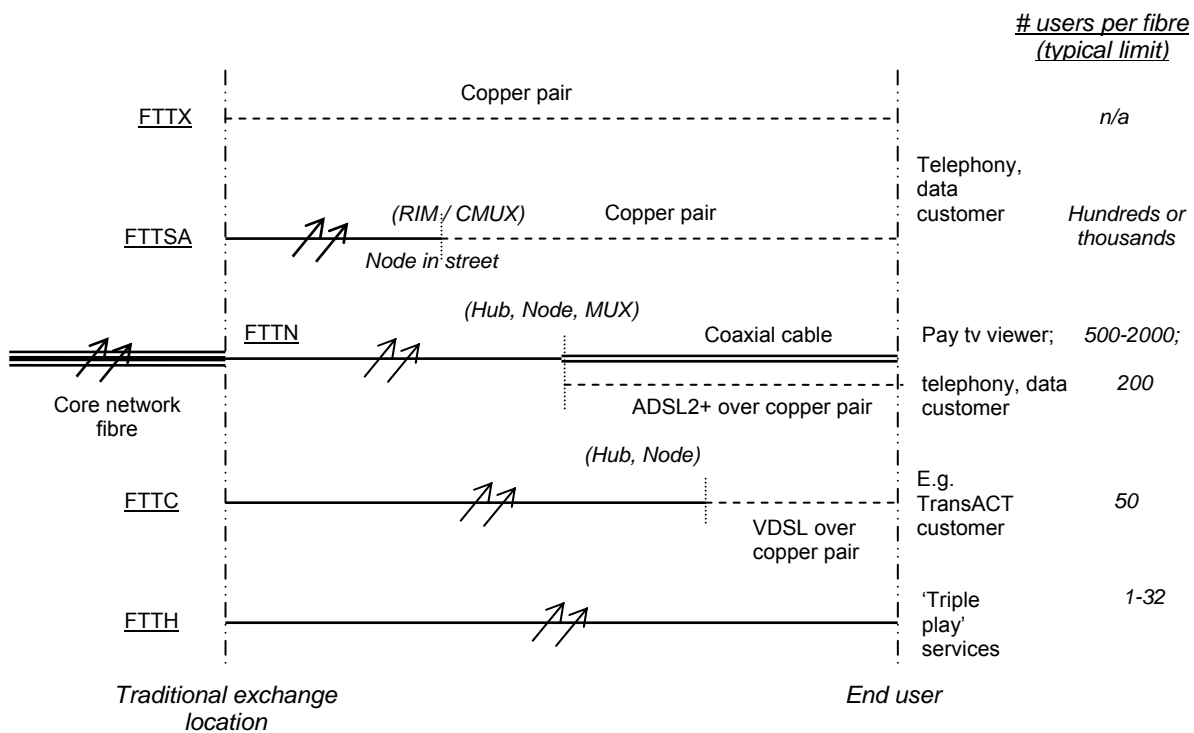 # users per fibre
(typical limit)
Copper pair
FTTX
n/a
Telephony,
data
customer
(RIM / CMUX)
Copper pair
Hundreds or
thousands
FTTSA
Node in street
(Hub, Node, MUX)
FTTN
Coaxial cable
Pay tv viewer;
500-2000;
telephony, data
customer
200
Core network
fibre
ADSL2+ over copper pair
(Hub, Node)
FTTC
E.g.
TransACT
customer
50
VDSL over
copper pair
FTTH
‘Triple
play’
services
1-32
Traditional exchange
location
End user